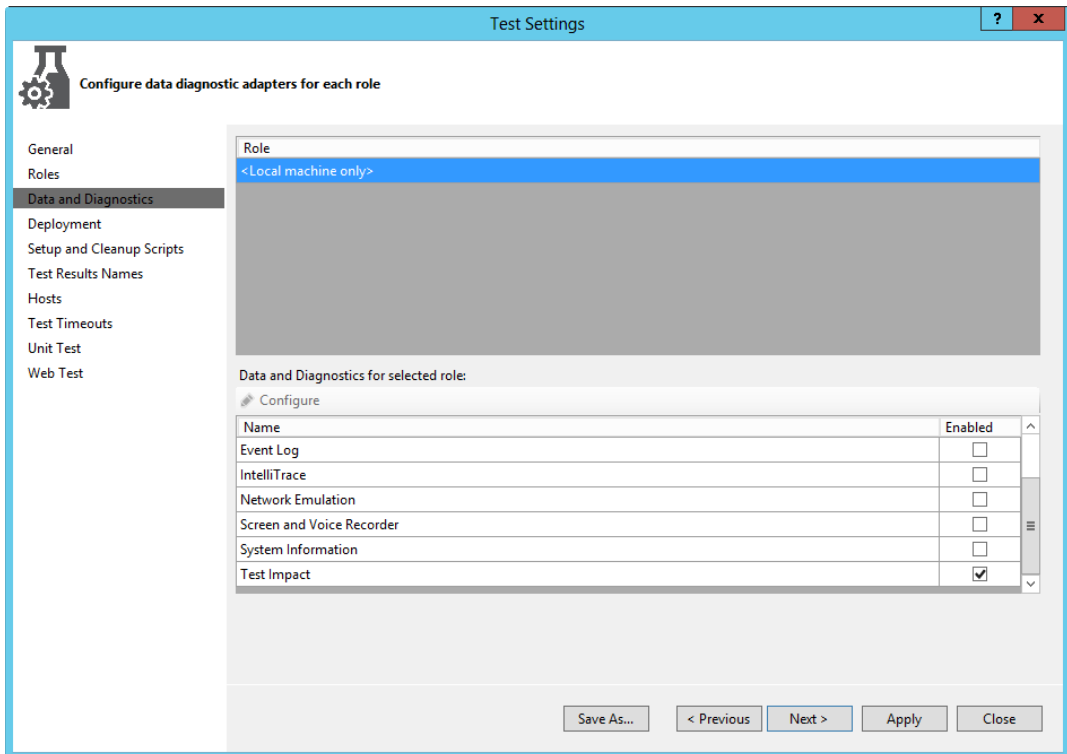 Test Settings
?
x
Configure data diagnostic adapters for each role
General
Roles
Data and Diagnostics
Deployment
Setup and Cleanup Scripts
Test Results Names
Hosts
Test Timeouts
Unit Test
Web Test
Role
<Local machine only>
Data and Diagnostics for selected role:
Configure
Name Enabled
Event Log
IntelliTrace
Network Emulation
Screen and Voice Recorder
System Information
Test Impact
Save As... < Previous Next > Apply Close